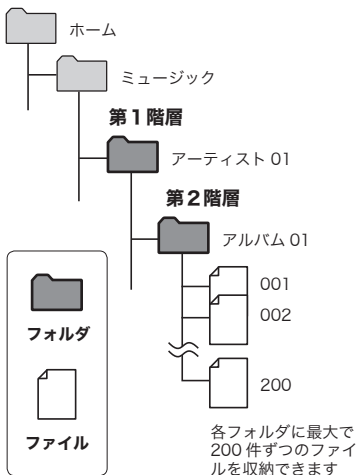 ホーム
ミュージック
第1階層
アーティスト 01
第2階層
アルバム 01
001
002
200
フォルダ
ファイル
各フォルダに最大で
200 件ずつのファイ
ルを収納できます